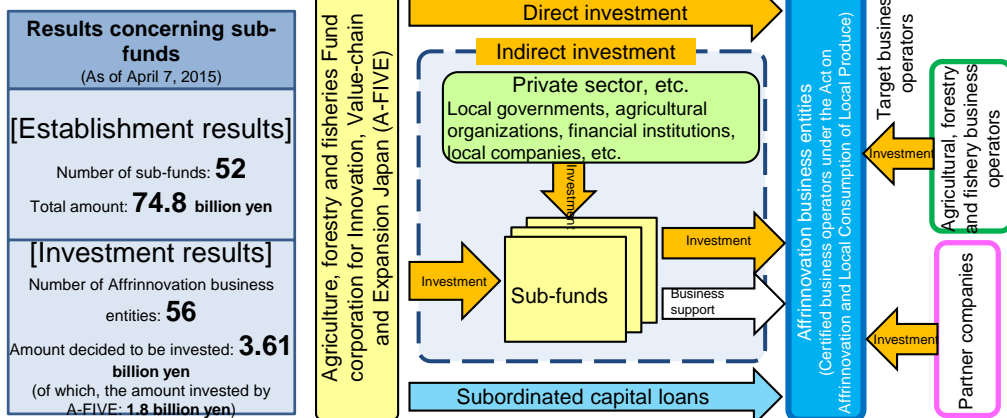 Results concerning sub-
funds
(As of April 7, 2015)
[Establishment results]
Number of sub-funds: 52
Total amount: 74.8 billion yen
[Investment results]
Number of Affrinnovation business
entities: 56
Amount decided to be invested: 3.61
billion yen
(of which, the amount invested by
A-FIVE: 1.8 billion yen)
Agriculture, forestry and fisheries Fund
corporation for Innovation, Value-chain
and Expansion Japan (A-FIVE)
Direct investment
Indirect investment
Private sector, etc.
Local governments, agricultural
organizations, financial institutions,
local companies, etc.
Investment
Investment
Sub-funds
Investment
Business
support
Subordinated capital loans
Affrinnovation business entities
(Certified business operators under the Act on
Affrinnovation and Local Consumption of Local Produce)
Target business
operators
Investment
Agricultural, forestry
and fishery business
operators
Investment
Partner companies